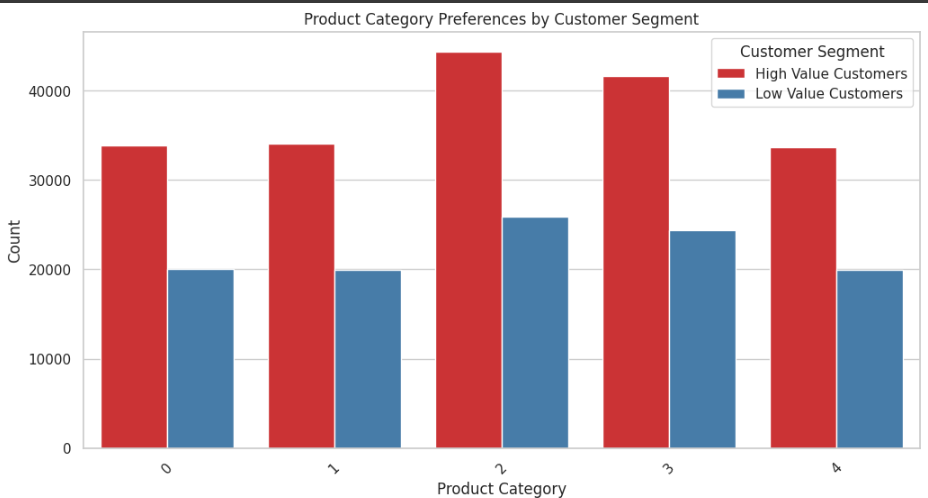 Product Category Preferences by Customer Segment
Customer Segment
High Value Customers
Low Value Customers
40000
30000
20000
10000
0
Count
0 1 2 3 4
Product Category